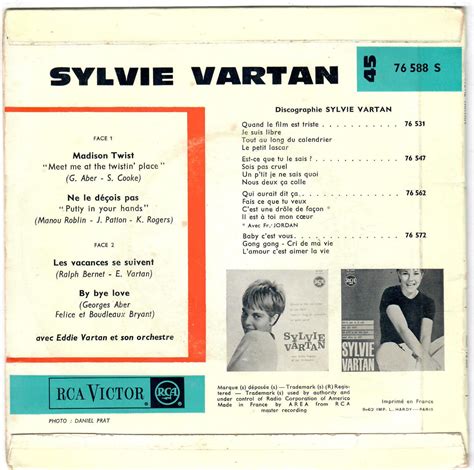 SYLVIE VARTAN
45
76 588 S
FACE 1
Madison Twist
"Meet me at the twistin' place"
(G. Aber - S. Cooke)
Ne le déçois pas
"Putty in your hands"
(Manou Roblin - J. Patton - K. Rogers)
FACE 2
Les vacances se suivent
(Ralph Bernet - E. Vartan)
By bye love
(Georges Aber
Felice et Boudleaux Bryant)
avec Eddie Vartan et son orchestre
Discographie SYLVIE VARTAN
Quand le film est triste . . . . . . . . . . . . 76 531
Je suis libre
Tout au long du calendrier
Le petit lascar
Est-ce que tu le sais ? . . . . . . . . . . . . 76 547
Sois pas cruel
Un p'tit je ne sais quoi
Nous deux ça colle
Qui aurait dit ça. . . . . . . . . . . . . . 76 562
Fais ce que tu veux
C'est une drôle de façon *
Il est à toi mon cœur
* Avec Fr. JORDAN
Baby c'est vous. . . . . . . . . . . . . . 76 572
Gong gong - Cri de ma vie
L'amour c'est aimer la vie
SYLVIE
VARTAN
SYLVIE
VARTAN
RCA VICTOR
RCA
PHOTO : DANIEL PRAT
Marque (s) déposée (s) — Trademark (s) (R) Regis-
tered — Trademark (s) used by authority and
under control of Radio Corporation of America
Made in France by A R E A from R C A
master recording
Imprimé en France
IMP. L. HARDY — PARIS